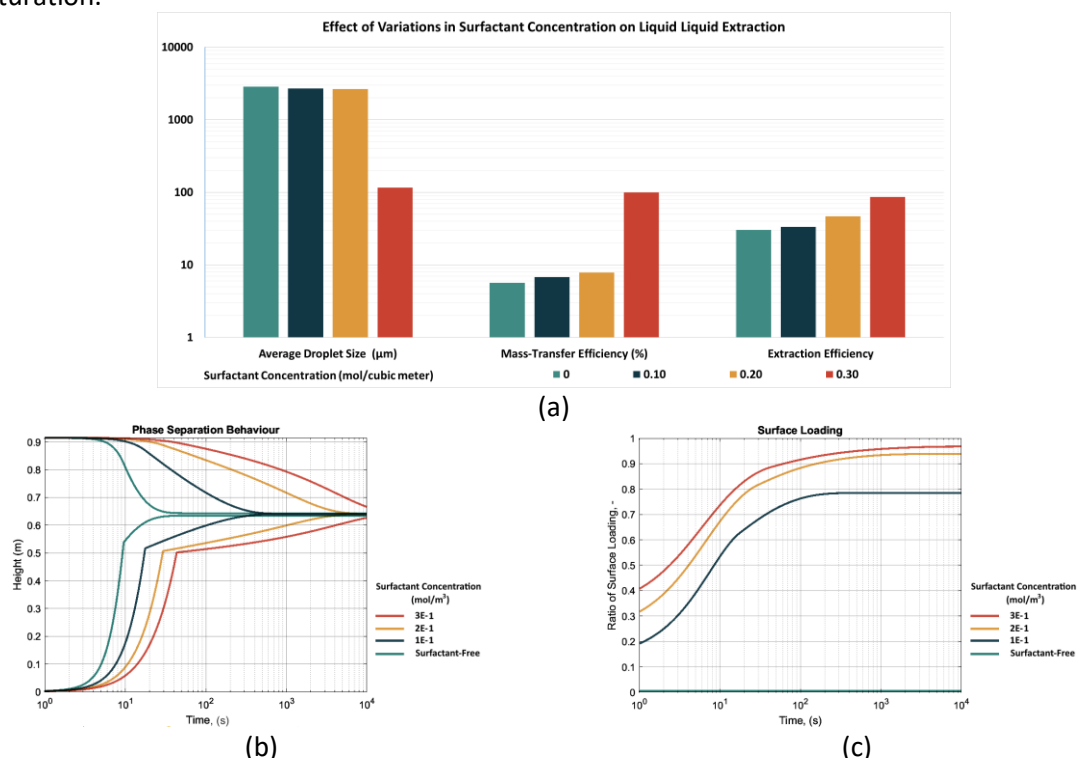 turation.
Effect of Variations in Surfactant Concentration on Liquid Liquid Extraction
10000
1000
100
10
1
Average Droplet Size (µm) Mass-Transfer Efficiency (%) Extraction Efficiency
Surfactant Concentration (mol/cubic meter) 0 0.10 0.20 0.30
(a)
Phase Separation Behaviour
0.9
0.8
0.7
0.6
0.5
0.4
0.3
0.2
0.1
0
Height (m)
10⁰ 10¹ 10² 10³ 10⁴
Time, (s)
Surfactant Concentration
(mol/m³)
3E-1
2E-1
1E-1
Surfactant-Free
(b)
Surface Loading
1
0.9
0.8
0.7
0.6
0.5
0.4
0.3
0.2
0.1
0
Ratio of Surface Loading, -
10⁰ 10¹ 10² 10³ 10⁴
Time, (s)
Surfactant Concentration
(mol/m³)
3E-1
2E-1
1E-1
Surfactant-Free
(c)